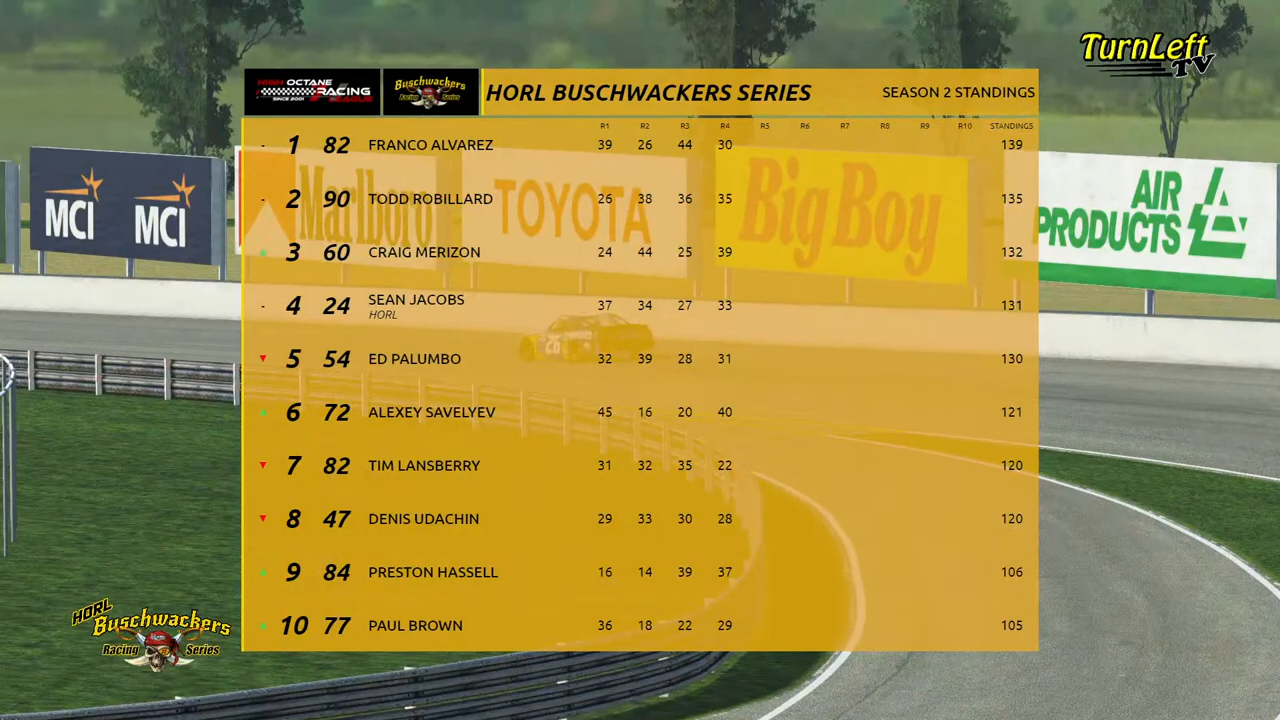 TurnLeft
TV
HIGH OCTANE
RACING
LEAGUE
SINCE 2001
Buschwackers
Racing Series
HORL BUSCHWACKERS SERIES
SEASON 2 STANDINGS
R1 R2 R3 R4 R5 R6 R7 R8 R9 R10 STANDINGS
- 1 82 FRANCO ALVAREZ 39 26 44 30 139
- 2 90 TODD ROBILLARD 26 38 36 35 135
3 60 CRAIG MERIZON 24 44 25 39 132
- 4 24 SEAN JACOBS 37 34 27 33 131
HORL
5 54 ED PALUMBO 32 39 28 31 130
6 72 ALEXEY SAVELYEV 45 16 20 40 121
7 82 TIM LANSBERRY 31 32 35 22 120
8 47 DENIS UDACHIN 29 33 30 28 120
9 84 PRESTON HASSELL 16 14 39 37 106
10 77 PAUL BROWN 36 18 22 29 105
MCI MCI
Marlboro
TOYOTA
Big Boy
AIR
PRODUCTS
26
HORL
Buschwackers
Racing Series